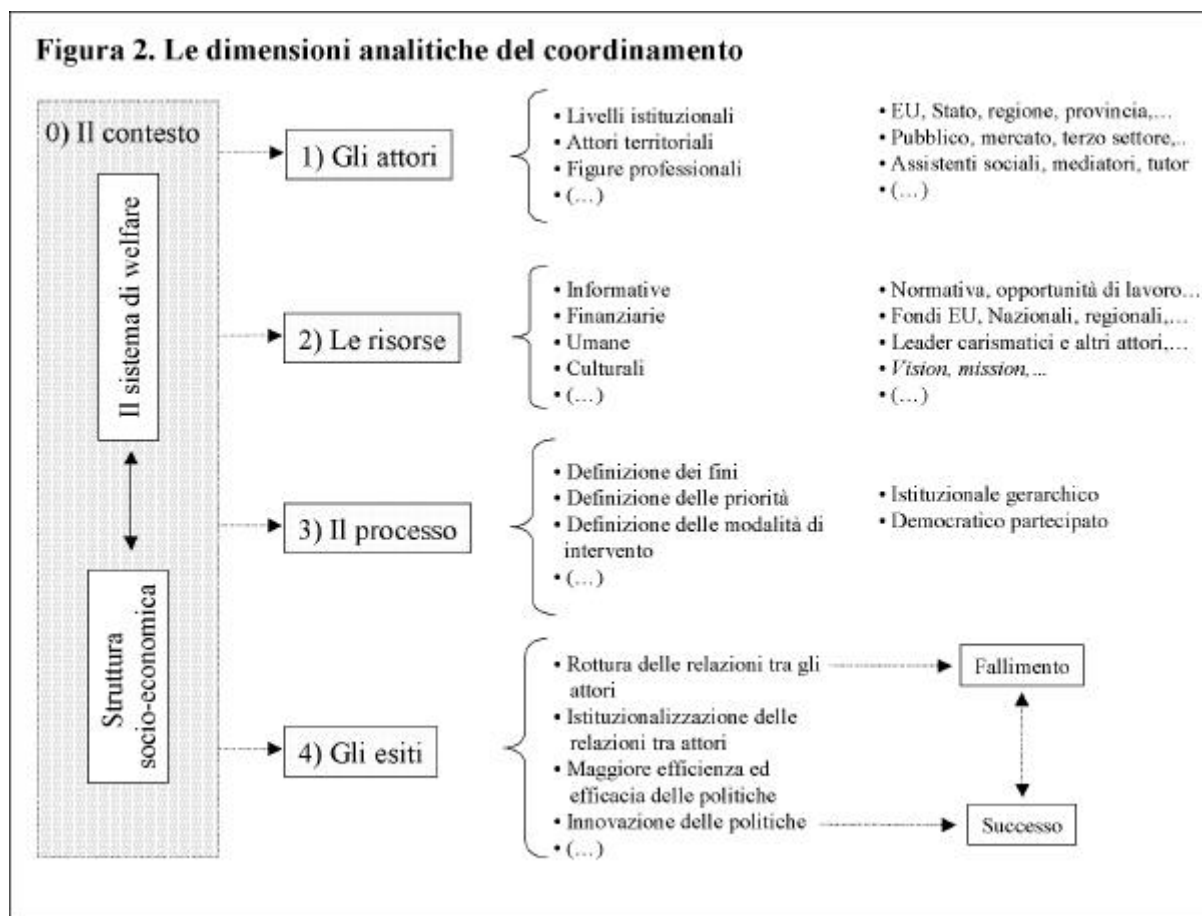 Figura 2. Le dimensioni analitiche del coordinamento
0) Il contesto
Il sistema di welfare
Struttura
socio-economica
1) Gli attori
• Livelli istituzionali
• Attori territoriali
• Figure professionali
• (…)
• EU, Stato, regione, provincia,…
• Pubblico, mercato, terzo settore,..
• Assistenti sociali, mediatori, tutor
• (…)
2) Le risorse
• Informative
• Finanziarie
• Umane
• Culturali
• (…)
• Normativa, opportunità di lavoro…
• Fondi EU, Nazionali, regionali,…
• Leader carismatici e altri attori,…
• Vision, mission,…
• (…)
3) Il processo
• Definizione dei fini
• Definizione delle priorità
• Definizione delle modalità di
intervento
• (…)
• Istituzionale gerarchico
• Democratico partecipato
4) Gli esiti
• Rottura delle relazioni tra gli
attori
• Istituzionalizzazione delle
relazioni tra attori
• Maggiore efficienza ed
efficacia delle politiche
• Innovazione delle politiche
• (…)
Fallimento
Successo